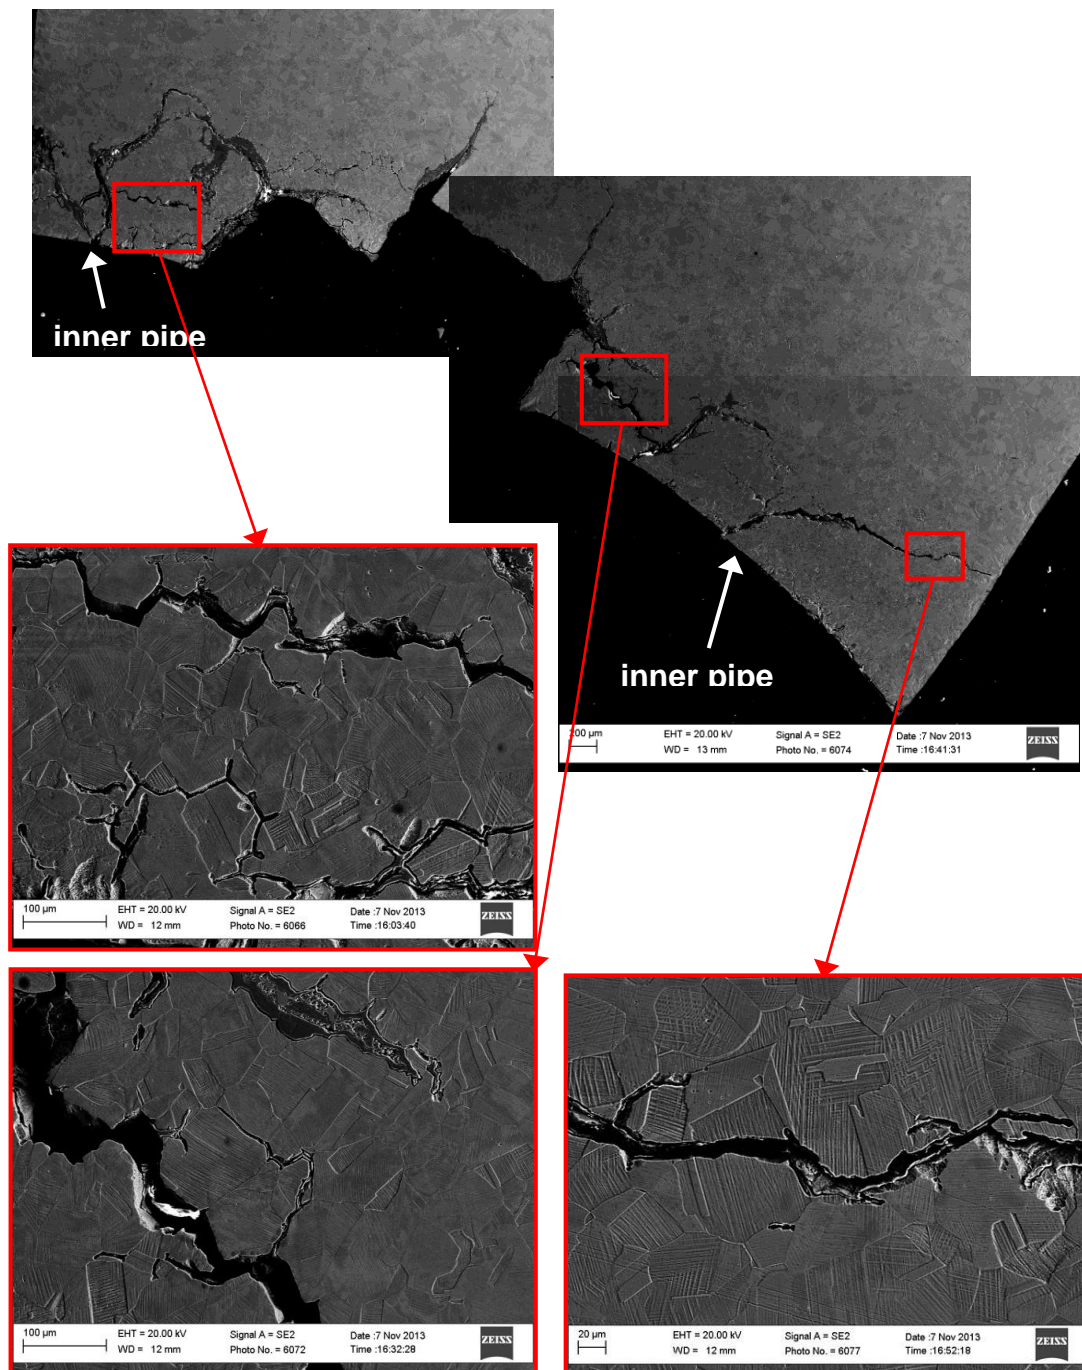 inner pipe
inner pipe
200 µm
EHT = 20.00 kV
Signal A = SE2
Date :7 Nov 2013
WD = 13 mm
Photo No. = 6074
Time :16:41:31
ZEISS
100 µm
EHT = 20.00 kV
Signal A = SE2
Date :7 Nov 2013
WD = 12 mm
Photo No. = 6066
Time :16:03:40
ZEISS
100 µm
EHT = 20.00 kV
Signal A = SE2
Date :7 Nov 2013
WD = 12 mm
Photo No. = 6072
Time :16:32:28
ZEISS
20 µm
EHT = 20.00 kV
Signal A = SE2
Date :7 Nov 2013
WD = 12 mm
Photo No. = 6077
Time :16:52:18
ZEISS